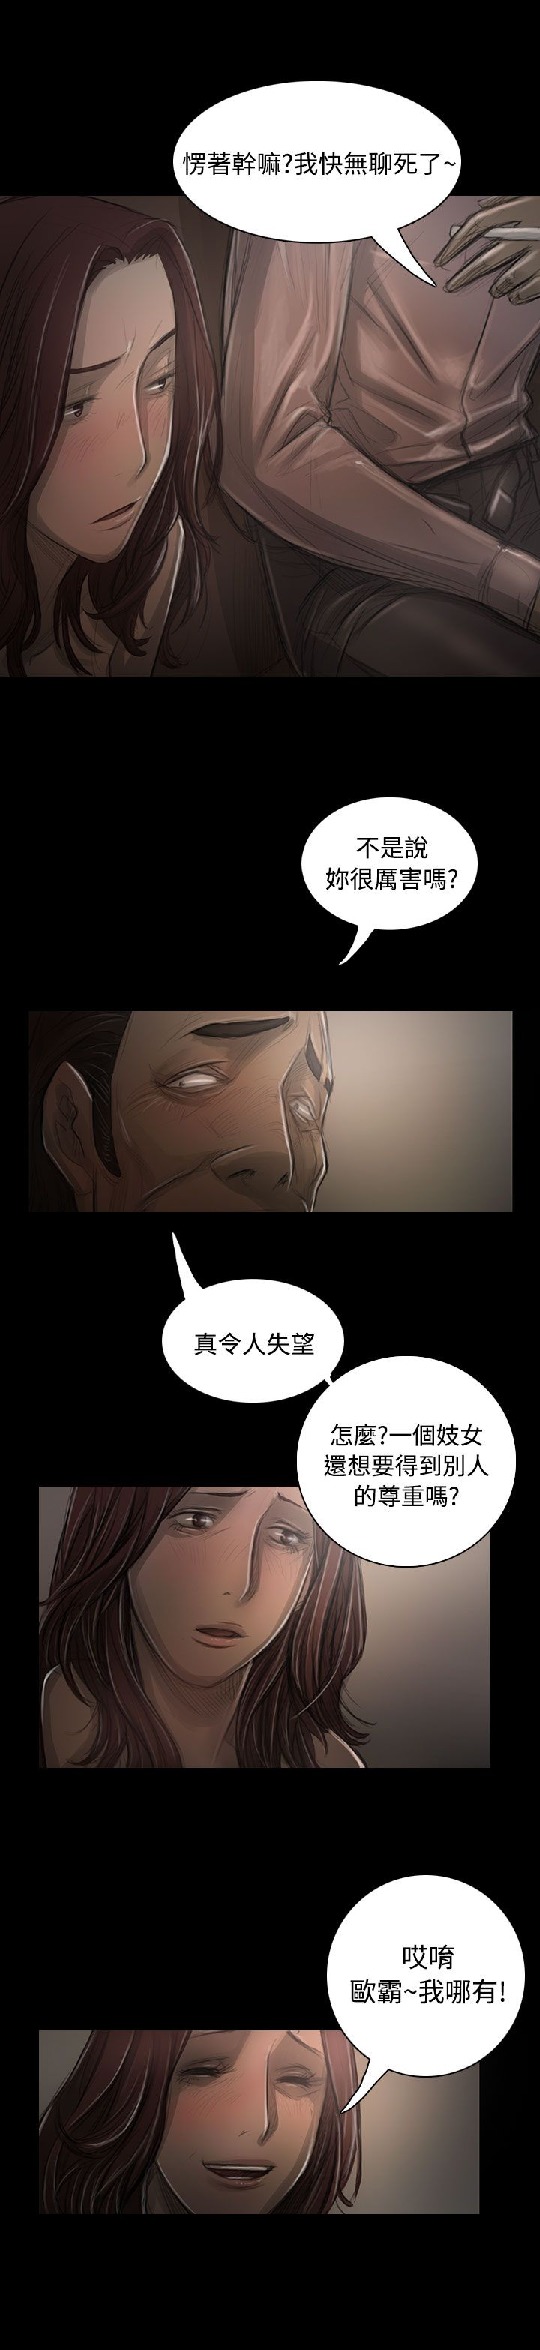 愣著幹嘛?我快無聊死了~
不是說
妳很厲害嗎?
真令人失望
怎麼?一個妓女
還想要得到別人
的尊重嗎?
哎唷
歐霸~我哪有!